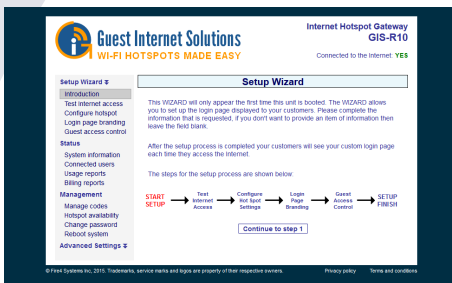 Guest Internet Solutions
WI-FI HOTSPOTS MADE EASY
Internet Hotspot Gateway
GIS-R10
Connected to the Internet: YES
Setup Wizard
Introduction
Test Internet access
Configure hotspot
Login page branding
Guest access control
Status
System information
Connected users
Usage reports
Billing reports
Management
Manage codes
Hotspot availability
Change password
Reboot system
Advanced Settings
Setup Wizard
This WIZARD will only appear the first time this unit is booted. The WIZARD allows
you to set up the login page displayed to your customers. Please complete the
information that is requested, if you don't want to provide an item of information then
leave the field blank.
After the setup process is completed your customers will see your custom login page
each time they access the Internet.
The steps for the setup process are shown below
START SETUP
Test Internet Access
Configure Hot Spot Settings
Login Page Branding
Guest Access Control
SETUP FINISH
Continue to step 1
© Fire4 Systems Inc, 2015. Trademarks, service marks and logos are property of their respective owners.
Privacy policy
Terms and conditions